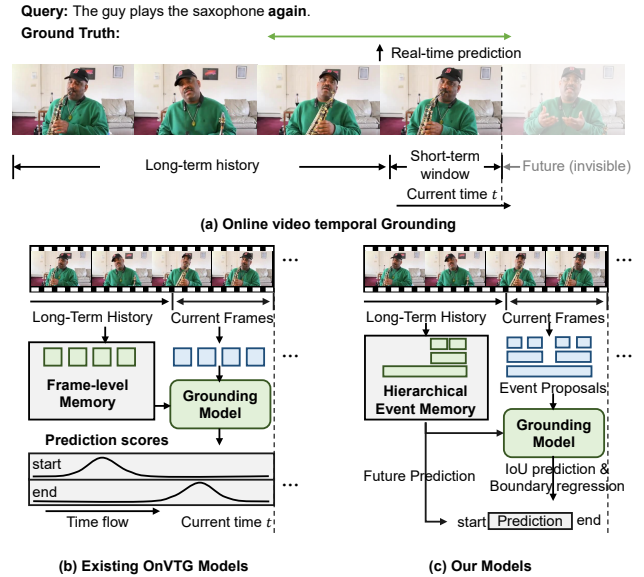 Query: The guy plays the saxophone again.
Ground Truth:
Real-time prediction
Long-term history
Short-term
window
Future (invisible)
Current time t
(a) Online video temporal Grounding
...
Long-Term History
Current Frames
...
Frame-level
Memory
Grounding
Model
Prediction scores
start
end
...
Time flow
Current time t
(b) Existing OnVTG Models
...
Long-Term History
Current Frames
...
Hierarchical
Event Memory
Event Proposals
Grounding
Model
Future Prediction
IoU prediction &
Boundary regression
...
start
Prediction
end
(c) Our Models